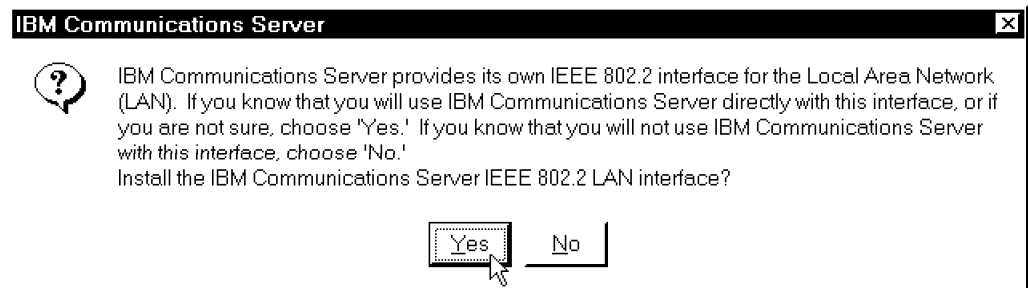 IBM Communications Server
IBM Communications Server provides its own IEEE 802.2 interface for the Local Area Network
(LAN). If you know that you will use IBM Communications Server directly with this interface, or if
you are not sure, choose 'Yes.' If you know that you will not use IBM Communications Server
with this interface, choose 'No.'
Install the IBM Communications Server IEEE 802.2 LAN interface?
Yes No